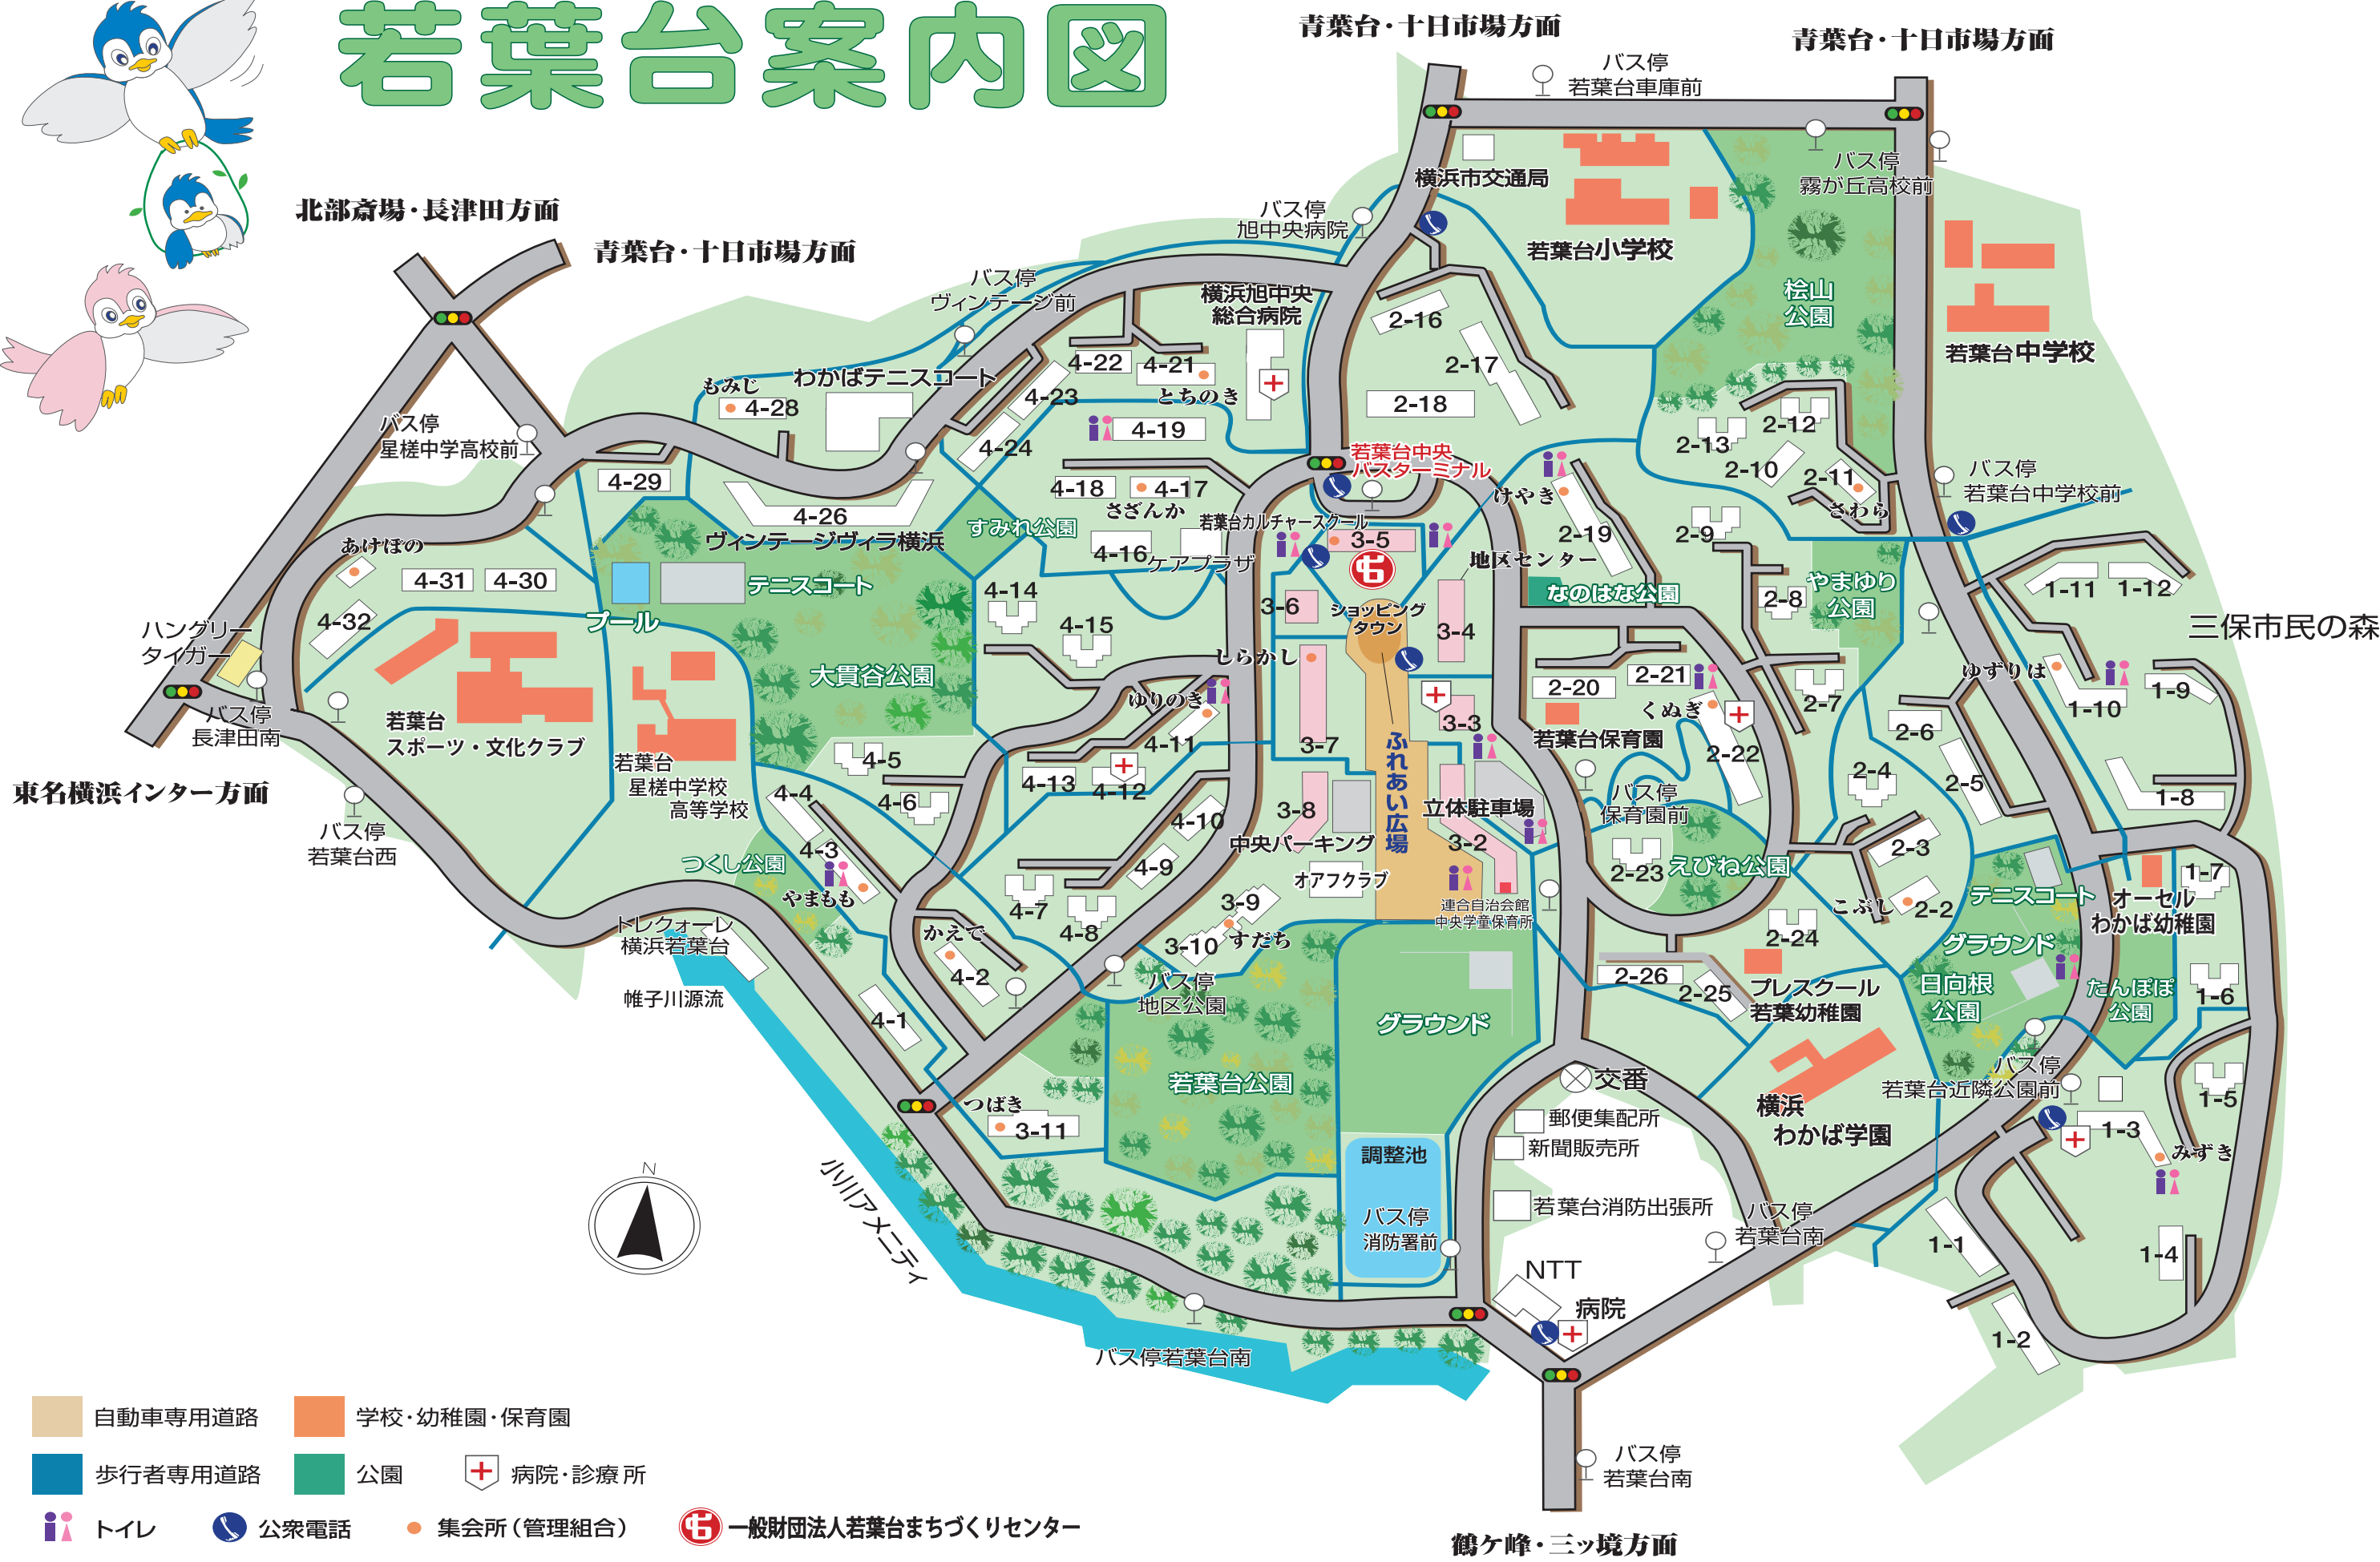 若葉台案内図
青葉台・十日市場方面
青葉台・十日市場方面
バス停
若葉台車庫前
横浜市交通局
若葉台小学校
バス停
霧が丘高校前
北部斎場・長津田方面
青葉台・十日市場方面
バス停
旭中央病院
バス停
ヴィンテージ前
横浜旭中央
総合病院
桧山
公園
若葉台中学校
2-16
2-17
2-18
4-22
4-21
とちのき
わかばテニスコート
もみじ
4-28
4-23
4-24
4-19
バス停
星槎中学高校前
若葉台中央
バスターミナル
2-12
2-13
2-10
2-11
さわら
バス停
若葉台中学校前
4-29
4-26
ヴィンテージヴィラ横浜
4-18
4-17
さざんか
すみれ公園
若葉台カルチャースクール
3-5
けやき
2-19
2-9
あけぼの
4-31
4-30
4-32
プール
テニスコート
4-16
ケアプラザ
地区センター
なのはな公園
やまゆり
公園
2-8
1-11
1-12
三保市民の森
4-14
4-15
3-6
ショッピング
タウン
3-4
ハングリー
タイガー
大貫谷公園
しらかし
ゆりのき
2-20
2-21
くぬぎ
2-7
ゆずりは
1-9
1-10
バス停
長津田南
若葉台
スポーツ・文化クラブ
若葉台
星槎中学校
高等学校
4-5
4-11
3-7
ふれあい広場
3-3
若葉台保育園
2-22
2-6
東名横浜インター方面
4-13
4-12
4-6
4-4
2-4
2-5
1-8
バス停
保育園前
バス停
若葉台西
4-10
3-8
立体駐車場
中央パーキング
3-2
2-3
つくし公園
4-3
やまもも
4-9
オアフクラブ
2-23
えびね公園
テニスコート
1-7
オーセル
わかば幼稚園
トレクォーレ
横浜若葉台
4-7
4-8
3-9
3-10
すだち
連合自治会館
中央学童保育所
こぶし
2-2
2-24
グラウンド
かえで
4-2
バス停
地区公園
2-26
2-25
プレスクール
若葉幼稚園
日向根
公園
たんぽぽ
公園
1-6
帷子川源流
4-1
グラウンド
若葉台公園
交番
バス停
若葉台近隣公園前
1-5
つばき
3-11
郵便集配所
新聞販売所
横浜
わかば学園
1-3
みずき
調整池
若葉台消防出張所
バス停
消防署前
バス停
若葉台南
1-1
1-4
小川アメニティ
N
NTT
病院
1-2
バス停若葉台南
自動車専用道路
学校・幼稚園・保育園
歩行者専用道路
公園
病院・診療所
バス停
若葉台南
トイレ
公衆電話
集会所（管理組合）
一般財団法人若葉台まちづくりセンター
鶴ケ峰・三ッ境方面